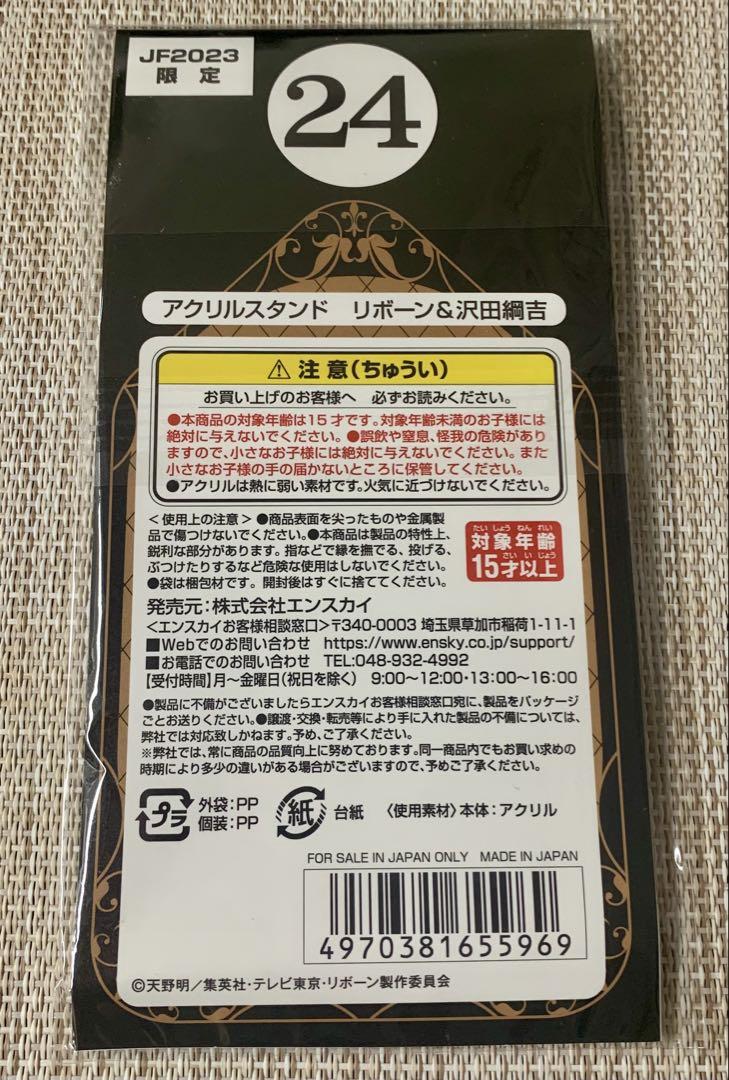 JF2023
限 定
24
アクリルスタンド　リボーン&沢田綱吉
⚠ 注 意(ちゅうい)
お買い上げのお客様へ　必ずお読みください。
●本商品の対象年齢は15才です。対象年齢未満のお子様には
絶対に与えないでください。●誤飲や窒息、怪我の危険があり
ますので、小さなお子様には絶対に与えないでください。また
小さなお子様の手の届かないところに保管してください。
●アクリルは熱に弱い素材です。火気に近づけないでください。
<使用上の注意>●商品表面を尖ったものや金属製
品で傷つけないでください。●本商品は製品の特性上、
鋭利な部分があります。指などで縁を撫でる、投げる、
ぶつけたりするなど危険な使用はしないでください。
●袋は梱包材です。開封後はすぐに捨ててください。
たい しょう ねん れい
対象年齢
さい い じょう
15才以上
発売元:株式会社エンスカイ
<エンスカイお客様相談窓口>〒340-0003 埼玉県草加市稲荷1-11-1
■Webでのお問い合わせ　https://www.ensky.co.jp/support/
■お電話でのお問い合わせ　TEL:048-932-4992
【受付時間】月〜金曜日(祝日を除く)　9:00〜12:00・13:00〜16:00
●製品に不備がございましたらエンスカイお客様相談窓口宛に、製品をパッケージ
ごとお送りください。●譲渡・交換・転売等により手に入れた製品の不備については、
弊社では対応致しかねます。予め、ご了承ください。
※弊社では、常に商品の品質向上に努めております。同一商品内でもお買い求めの
時期により多少の違いがある場合がございますので、予めご了承ください。
プラ
外袋:PP
個装:PP
紙
台紙
〈使用素材〉本体:アクリル
FOR SALE IN JAPAN ONLY　MADE IN JAPAN
4970381655969
©天野明／集英社・テレビ東京・リボーン製作委員会